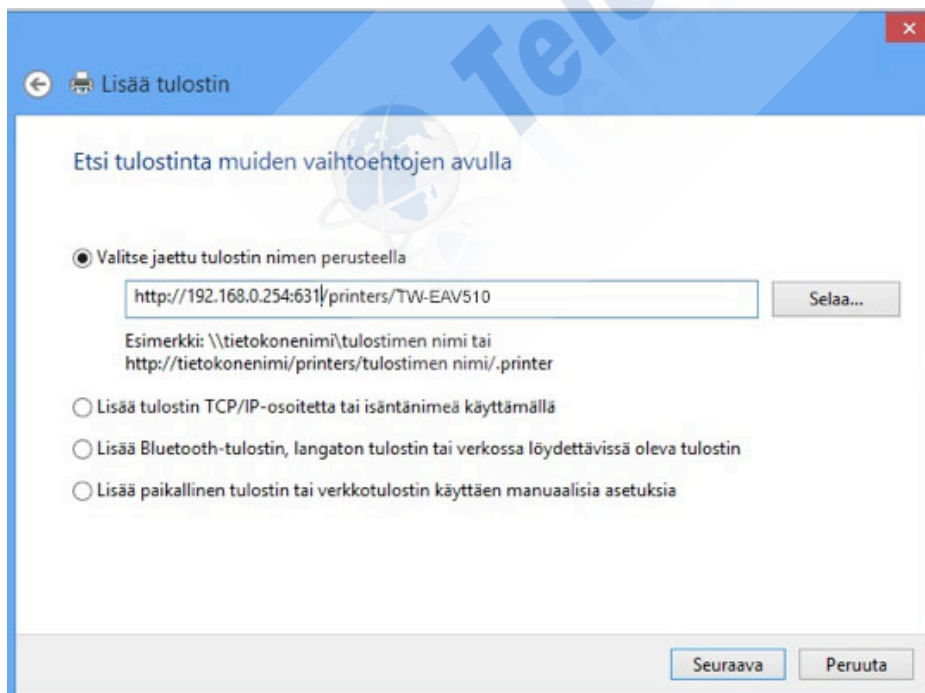 Lisää tulostin
Etsi tulostinta muiden vaihtoehtojen avulla
Valitse jaettu tulostin nimen perusteella
http://192.168.0.254:631/printers/TW-EAV510
Selaa...
Esimerkki: \\tietokonenimi\tulostimen nimi tai
http://tietokonenimi/printers/tulostimen nimi/.printer
Lisää tulostin TCP/IP-osoitetta tai isäntänimeä käyttämällä
Lisää Bluetooth-tulostin, langaton tulostin tai verkossa löydettävissä oleva tulostin
Lisää paikallinen tulostin tai verkkotulostin käyttäen manuaalisia asetuksia
Seuraava
Peruuta